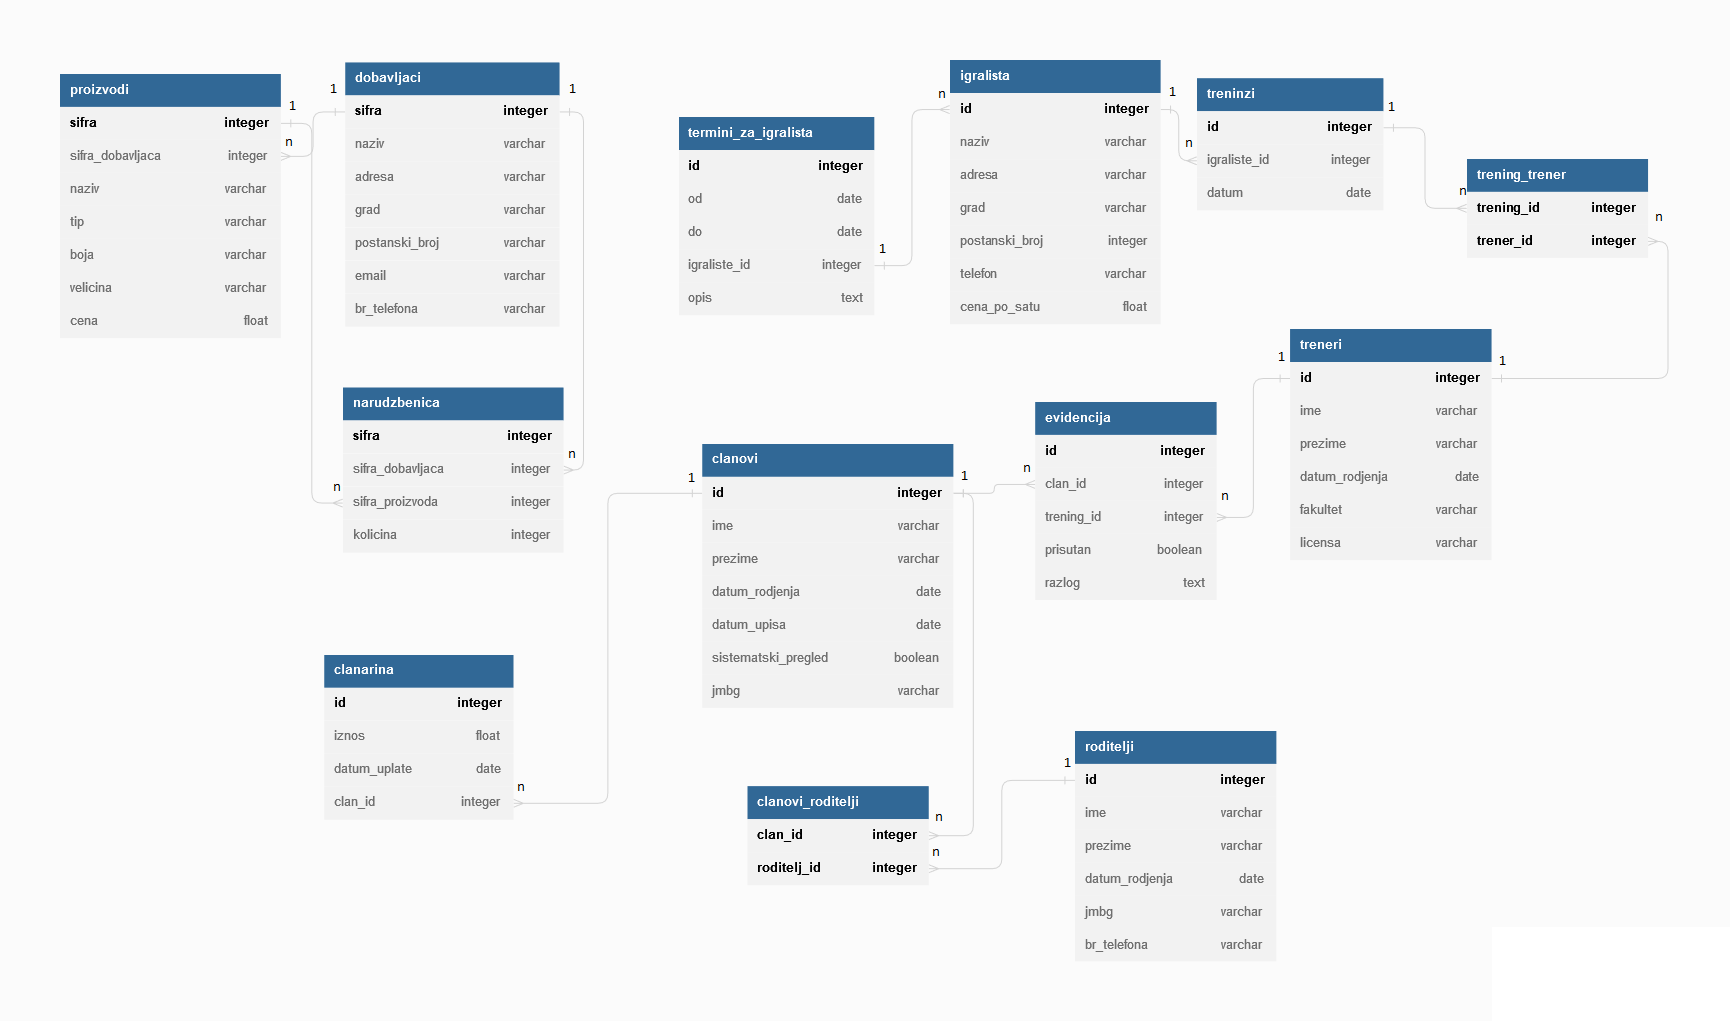 proizvodi
sifra integer
sifra_dobavljaca integer
naziv varchar
tip varchar
boja varchar
velicina varchar
cena float
1
n
1
dobavljaci
sifra integer
naziv varchar
adresa varchar
grad varchar
postanski_broj varchar
email varchar
br_telefona varchar
1
narudzbenica
sifra integer
sifra_dobavljaca integer
sifra_proizvoda integer
kolicina integer
n
n
termini_za_igralista
id integer
od date
do date
igraliste_id integer
opis text
1
n
igralista
id integer
naziv varchar
adresa varchar
grad varchar
postanski_broj integer
telefon varchar
cena_po_satu float
1
n
treninzi
id integer
igraliste_id integer
datum date
1
n
trening_trener
trening_id integer
trener_id integer
n
treneri
id integer
ime varchar
prezime varchar
datum_rodjenja date
fakultet varchar
licensa varchar
1
1
evidencija
id integer
clan_id integer
trening_id integer
prisutan boolean
razlog text
n
n
clanovi
id integer
ime varchar
prezime varchar
datum_rodjenja date
datum_upisa date
sistematski_pregled boolean
jmbg varchar
1
1
clanarina
id integer
iznos float
datum_uplate date
clan_id integer
n
clanovi_roditelji
clan_id integer
roditelj_id integer
n
n
roditelji
id integer
ime varchar
prezime varchar
datum_rodjenja date
jmbg varchar
br_telefona varchar
1